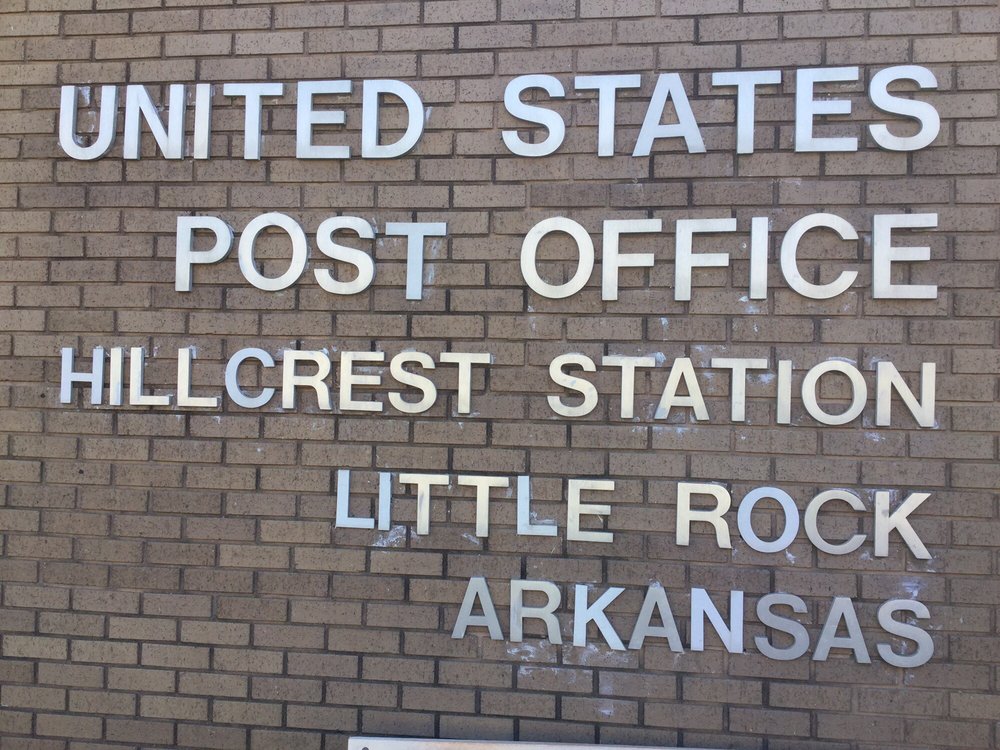 UNITED STATES
POST OFFICE
HILLCREST STATION
LITTLE ROCK
ARKANSAS